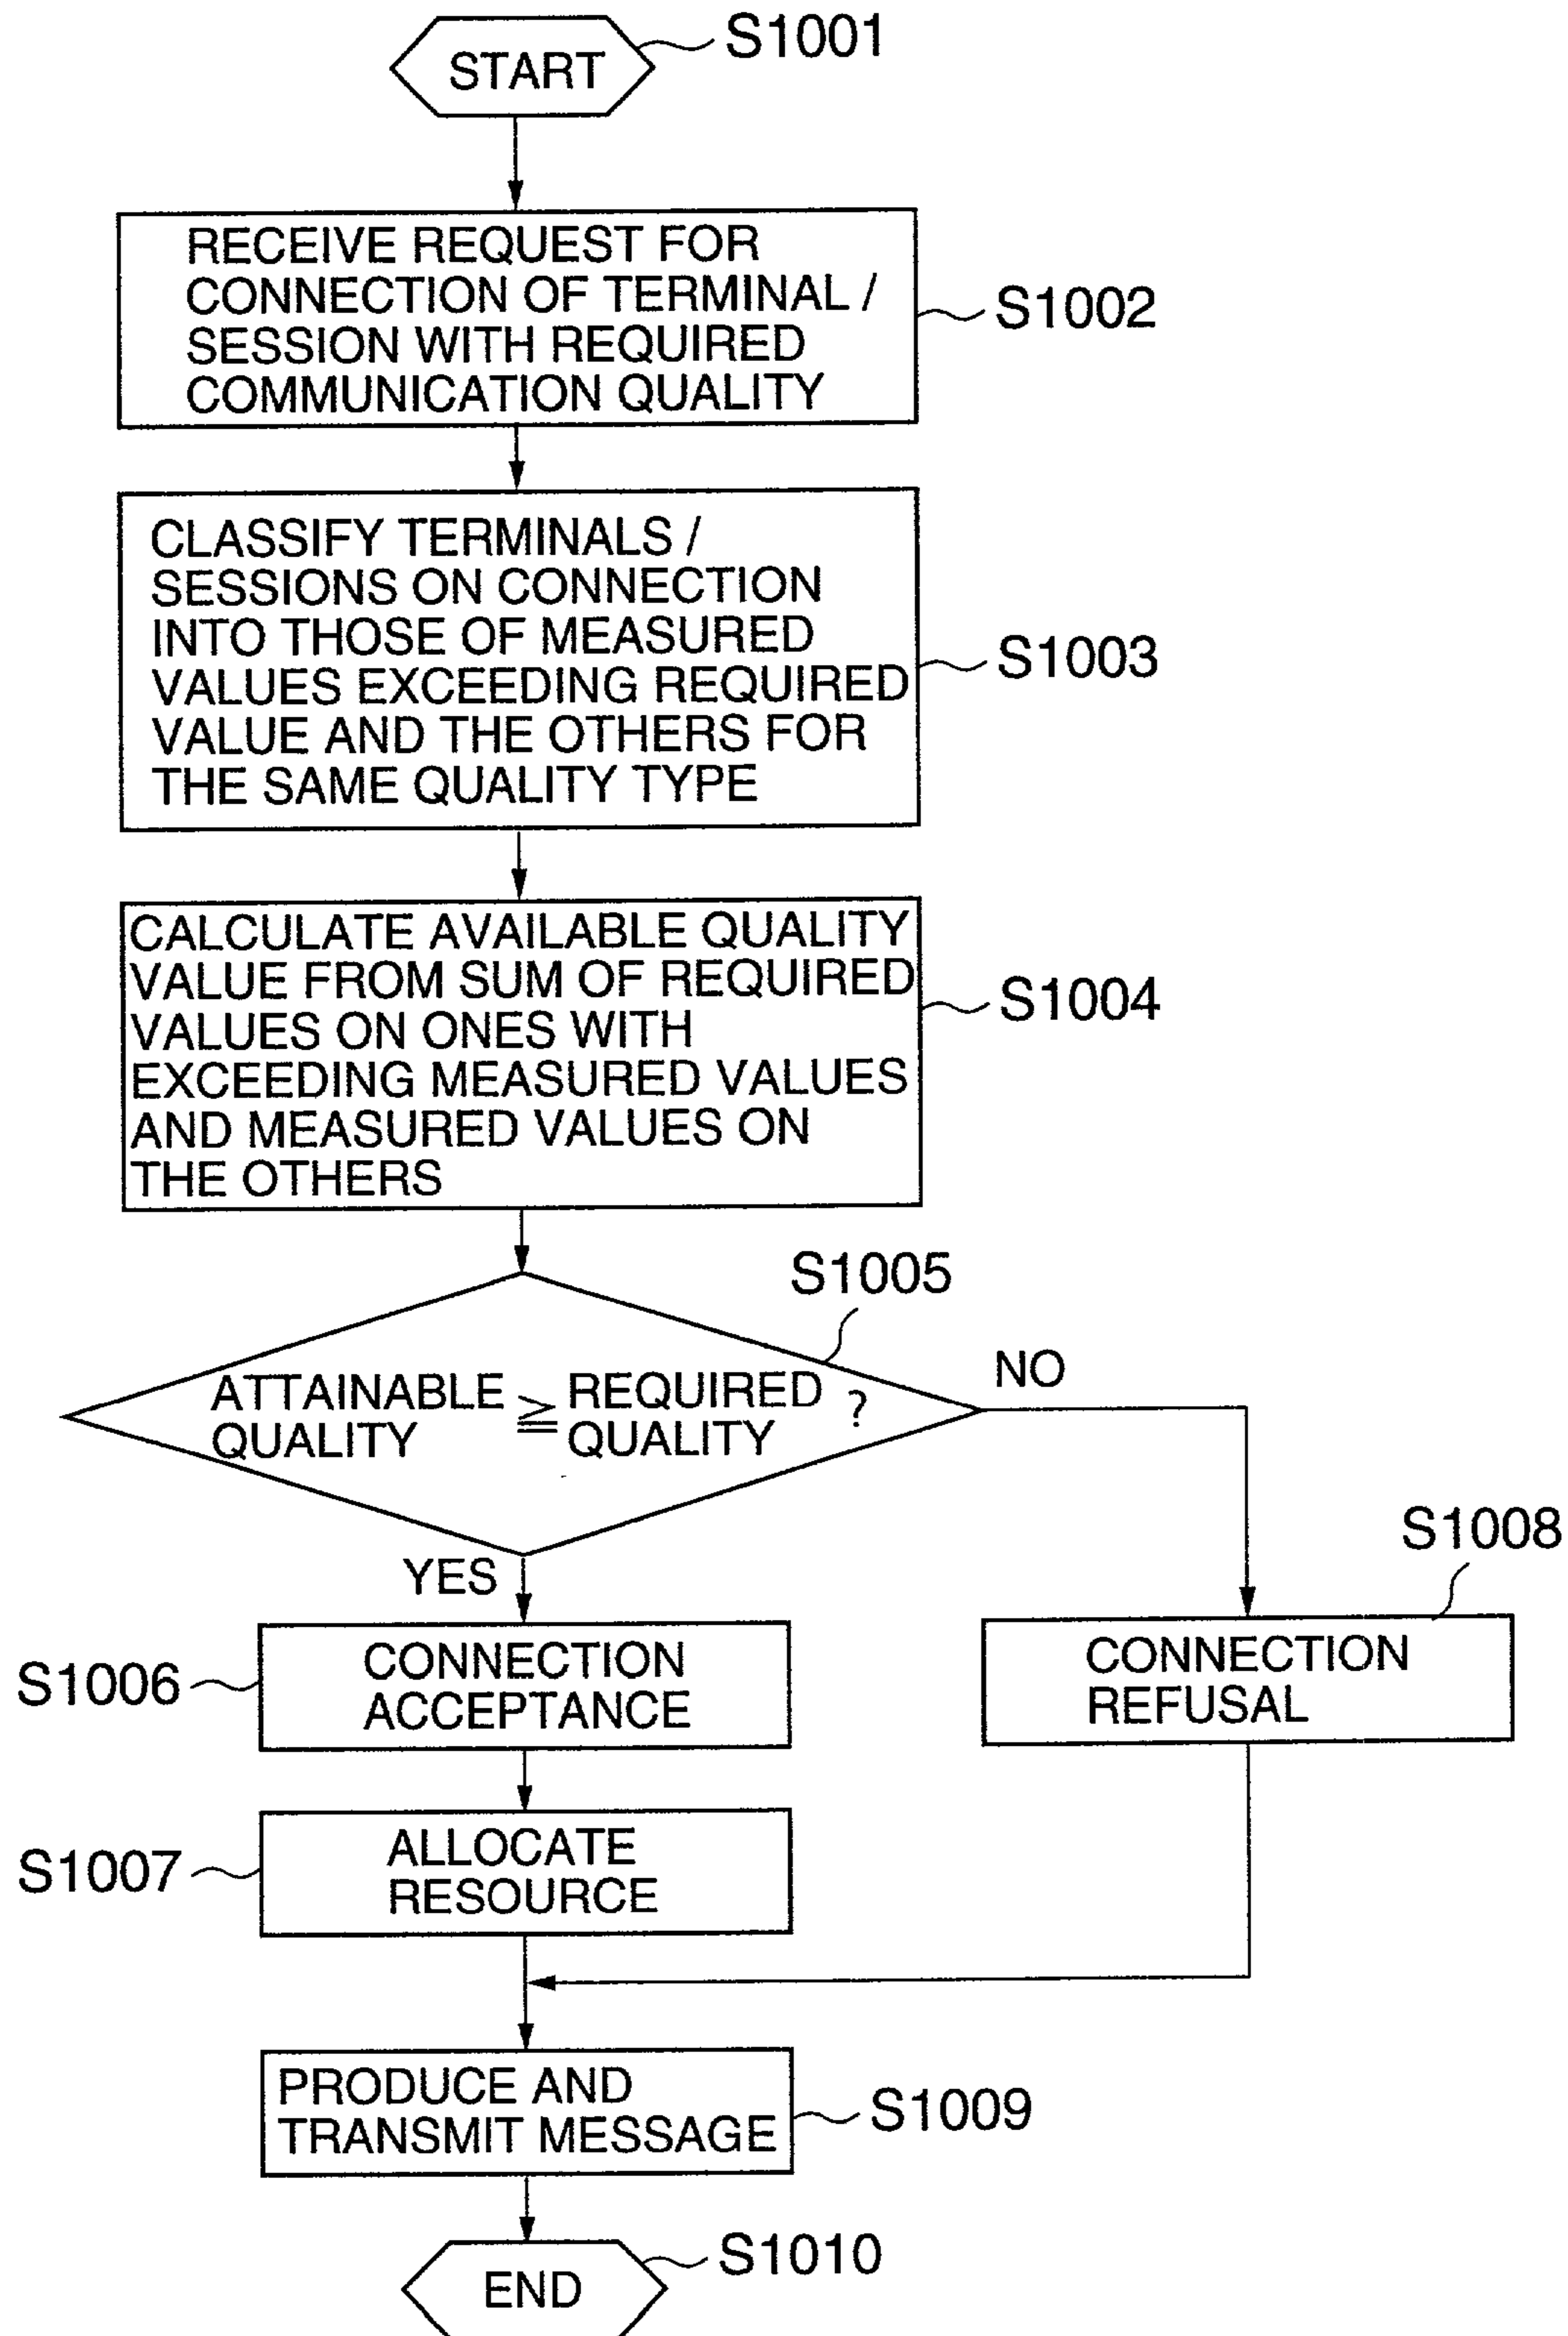 START
S1001
RECEIVE REQUEST FOR
CONNECTION OF TERMINAL /
SESSION WITH REQUIRED
COMMUNICATION QUALITY
S1002
CLASSIFY TERMINALS /
SESSIONS ON CONNECTION
INTO THOSE OF MEASURED
VALUES EXCEEDING REQUIRED
VALUE AND THE OTHERS FOR
THE SAME QUALITY TYPE
S1003
CALCULATE AVAILABLE QUALITY
VALUE FROM SUM OF REQUIRED
VALUES ON ONES WITH
EXCEEDING MEASURED VALUES
AND MEASURED VALUES ON
THE OTHERS
S1004
S1005
ATTAINABLE
QUALITY
≧
REQUIRED
QUALITY
?
NO
YES
S1006
CONNECTION
ACCEPTANCE
S1008
CONNECTION
REFUSAL
S1007
ALLOCATE
RESOURCE
PRODUCE AND
TRANSMIT MESSAGE
S1009
END
S1010